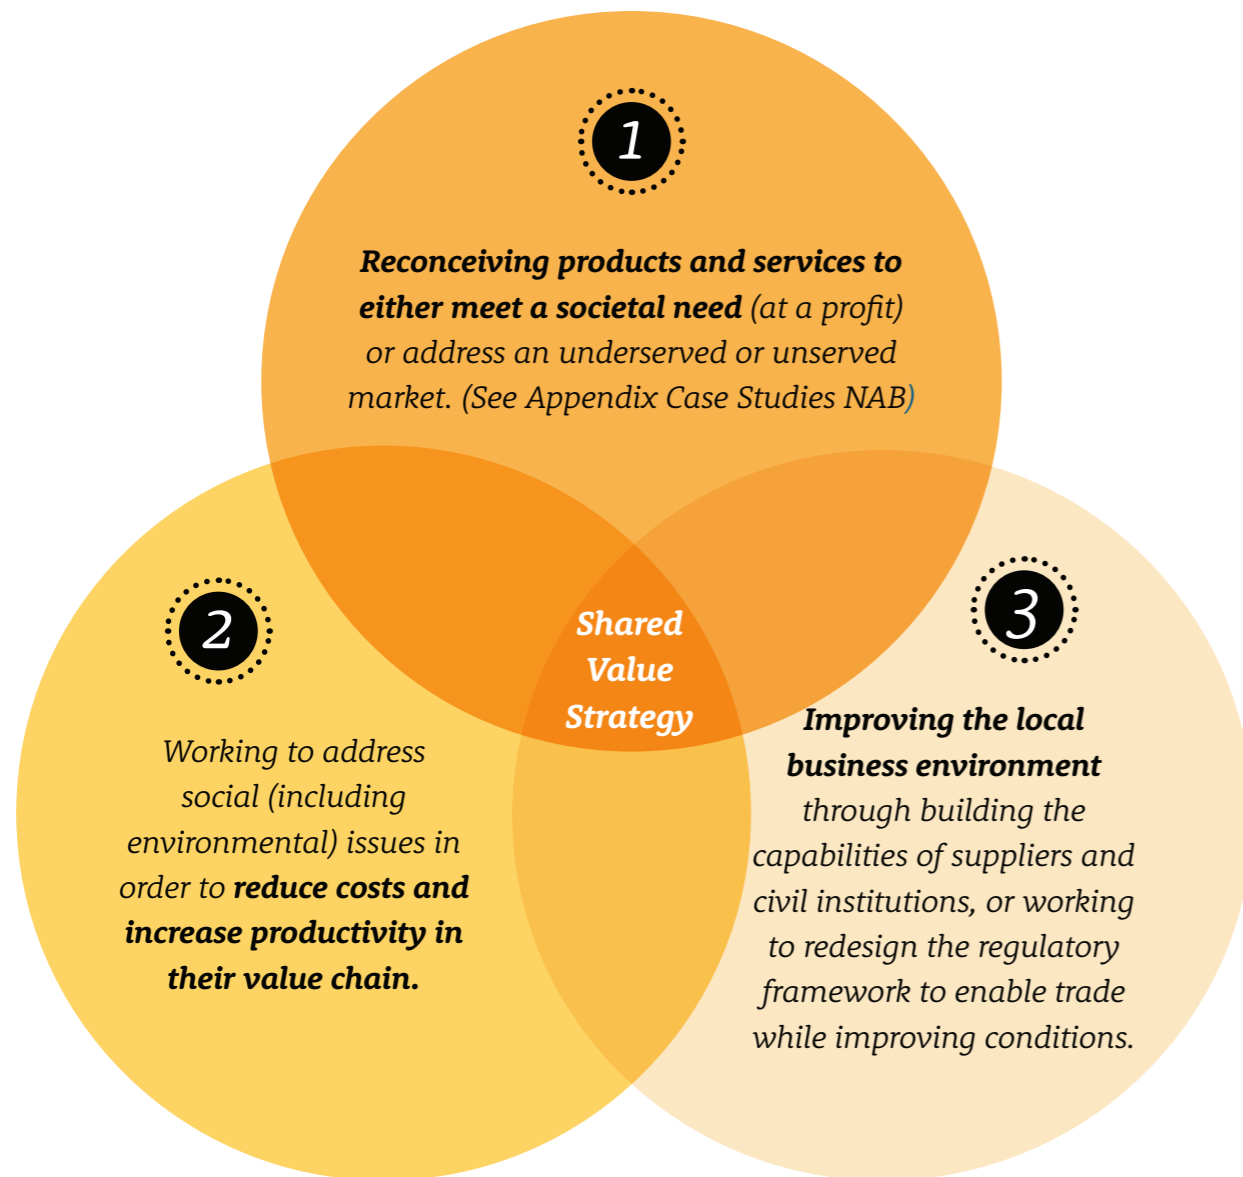 1
Reconceiving products and services to
either meet a societal need (at a profit)
or address an underserved or unserved
market. (See Appendix Case Studies NAB)
Shared
Value
Strategy
2
Working to address
social (including
environmental) issues in
order to reduce costs and
increase productivity in
their value chain.
3
Improving the local
business environment
through building the
capabilities of suppliers and
civil institutions, or working
to redesign the regulatory
framework to enable trade
while improving conditions.